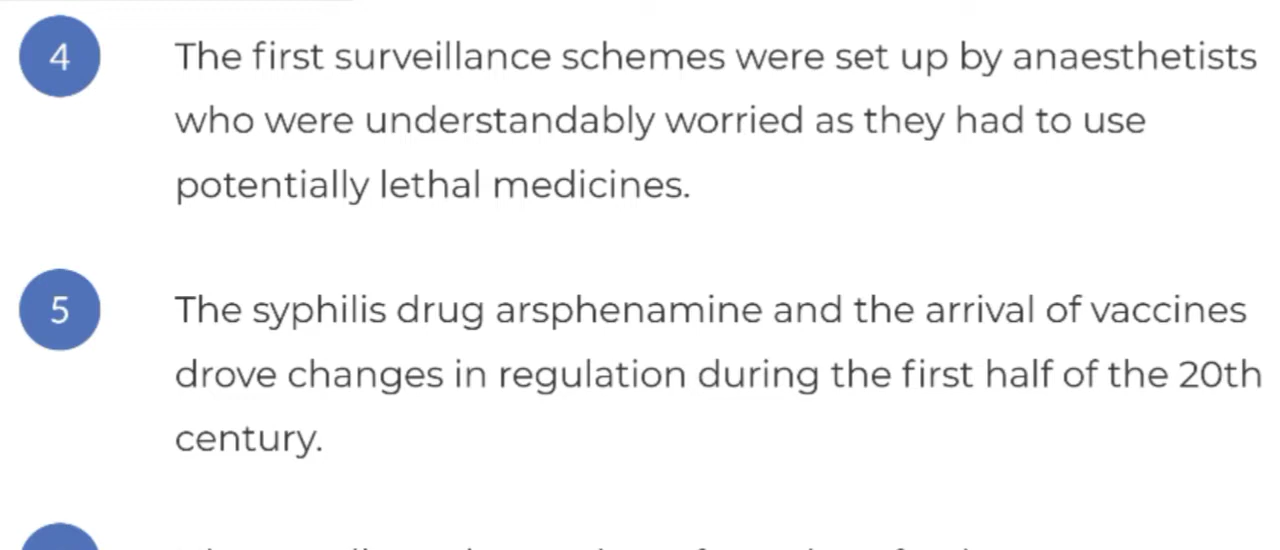 4
The first surveillance schemes were set up by anaesthetists
who were understandably worried as they had to use
potentially lethal medicines.
5
The syphilis drug arsphenamine and the arrival of vaccines
drove changes in regulation during the first half of the 20th
century.